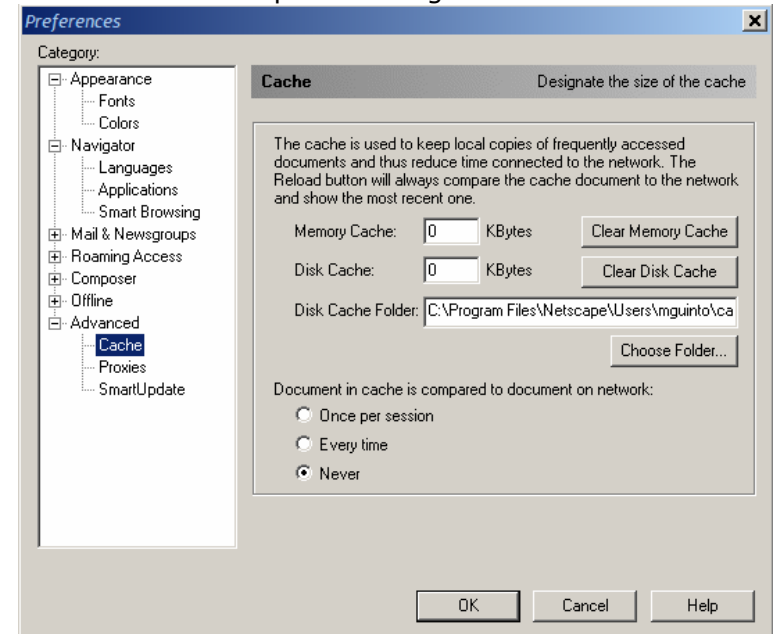 Preferences
Category:
Appearance
Fonts
Colors
Navigator
Languages
Applications
Smart Browsing
Mail & Newsgroups
Roaming Access
Composer
Offline
Advanced
Cache
Proxies
SmartUpdate
Cache Designate the size of the cache
The cache is used to keep local copies of frequently accessed
documents and thus reduce time connected to the network. The
Reload button will always compare the cache document to the network
and show the most recent one.
Memory Cache: 0 KBytes Clear Memory Cache
Disk Cache: 0 KBytes Clear Disk Cache
Disk Cache Folder: C:\Program Files\Netscape\Users\mguinto\ca
Choose Folder...
Document in cache is compared to document on network:
Once per session
Every time
Never
OK Cancel Help